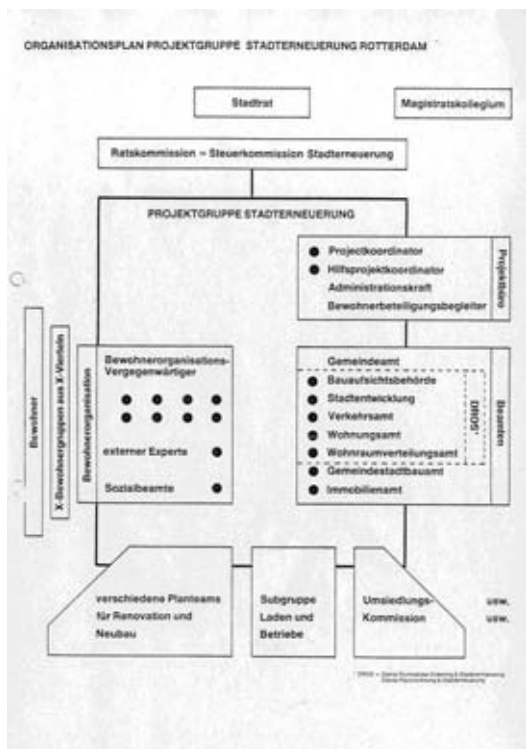 ORGANISATIONSPLAN PROJEKTGRUPPE STADTERNEUERUNG ROTTERDAM
Stadtrat
Magistratskollegium
Ratskommission – Steuerkommission Stadterneuerung
PROJEKTGRUPPE STADTERNEUERUNG
Projectkoordinator
Hilfsprojektkoordinator
Administrationskraft
Bewohnerbeteiligungsbegleiter
Projektbüro
Bewohner
X-Bewohnergruppen aus X-Vierteln
Bewohnerorganisation
Bewohnerorganisations-
Vergegenwärtiger
externer Experte
Sozialbeamte
Gemeindeamt
Bauaufsichtsbehörde
Stadtentwicklung
Verkehrsamt
Wohnungsamt
Wohnraumverteilungsamt
Gemeindestadtbauamt
Immobilienamt
DROS*
Beamten
verschiedene Planteams
für Renovation und
Neubau
Subgruppe
Laden und
Betriebe
Umsiedlungs-
Kommission
usw.
usw.